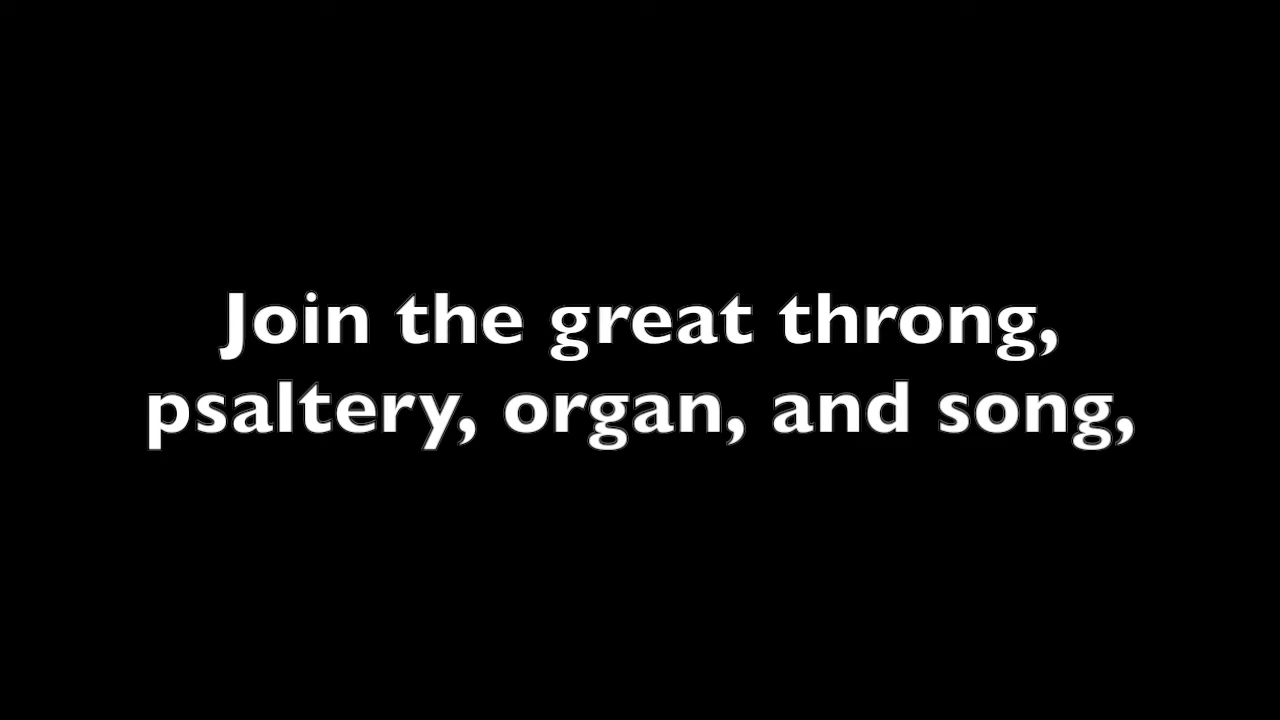 Join the great throng,
psaltery, organ, and song,